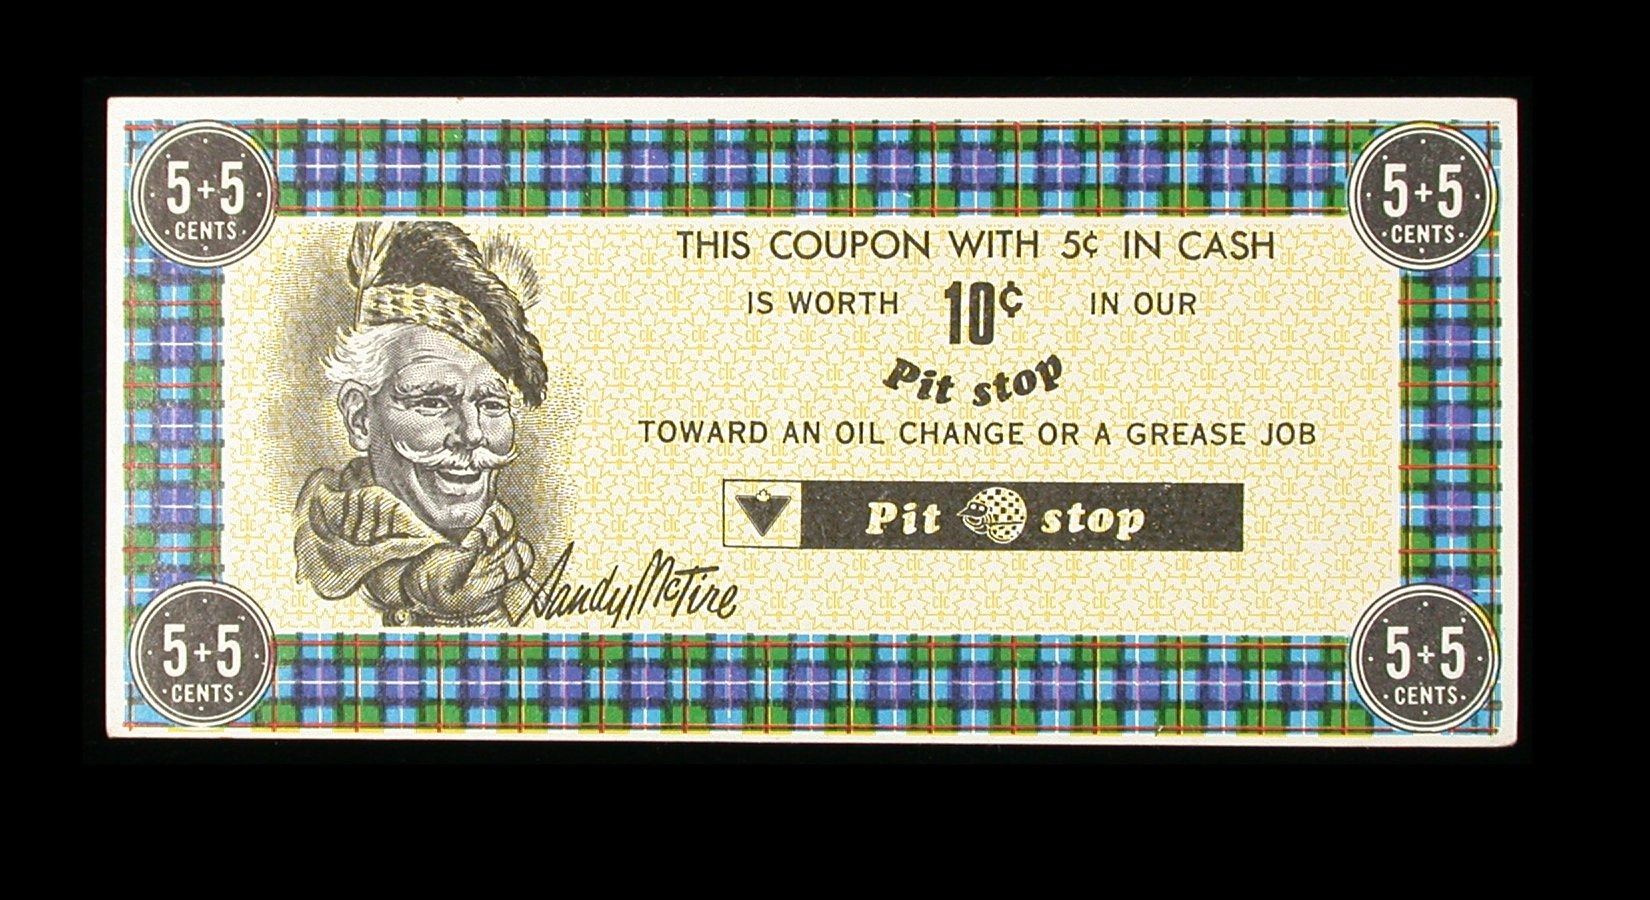 5+5
CENTS
5+5
CENTS
THIS COUPON WITH 5¢ IN CASH
IS WORTH 10¢ IN OUR
Pit stop
TOWARD AN OIL CHANGE OR A GREASE JOB
Pit stop
Sandy McTire
5+5
CENTS
5+5
CENTS